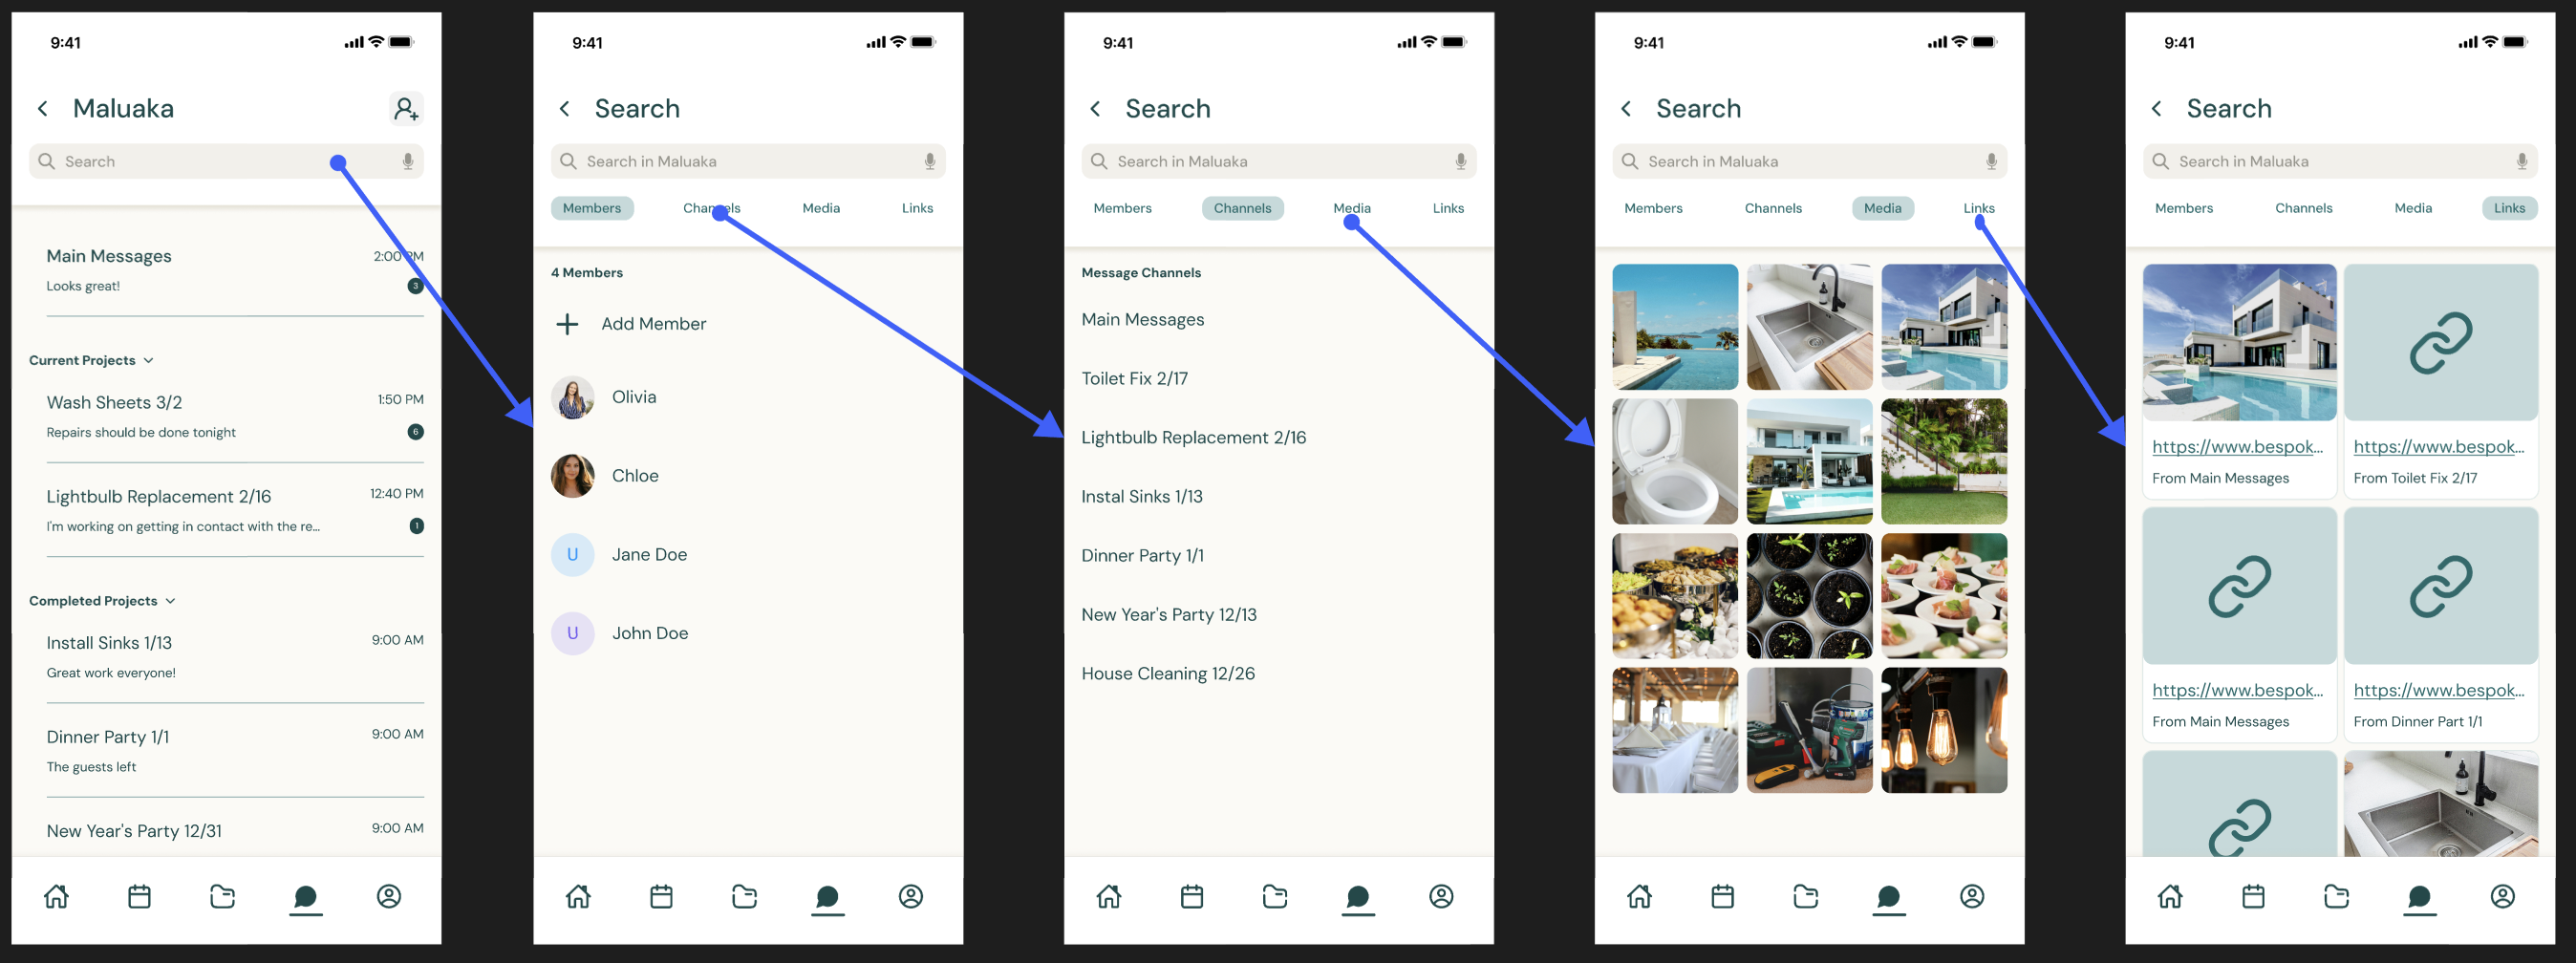 9:41
Maluaka
Search
Main Messages
2:00 PM
Looks great!
3
Current Projects
Wash Sheets 3/2
1:50 PM
Repairs should be done tonight
6
Lightbulb Replacement 2/16
12:40 PM
I'm working on getting in contact with the re...
1
Completed Projects
Install Sinks 1/13
9:00 AM
Great work everyone!
Dinner Party 1/1
9:00 AM
The guests left
New Year's Party 12/31
9:00 AM
9:41
Search
Search in Maluaka
Members Channels Media Links
4 Members
Add Member
Olivia
Chloe
U
Jane Doe
U
John Doe
9:41
Search
Search in Maluaka
Members Channels Media Links
Message Channels
Main Messages
Toilet Fix 2/17
Lightbulb Replacement 2/16
Instal Sinks 1/13
Dinner Party 1/1
New Year's Party 12/13
House Cleaning 12/26
9:41
Search
Search in Maluaka
Members Channels Media Links
9:41
Search
Search in Maluaka
Members Channels Media Links
https://www.bespok...
From Main Messages
https://www.bespok...
From Toilet Fix 2/17
https://www.bespok...
From Main Messages
https://www.bespok...
From Dinner Part 1/1